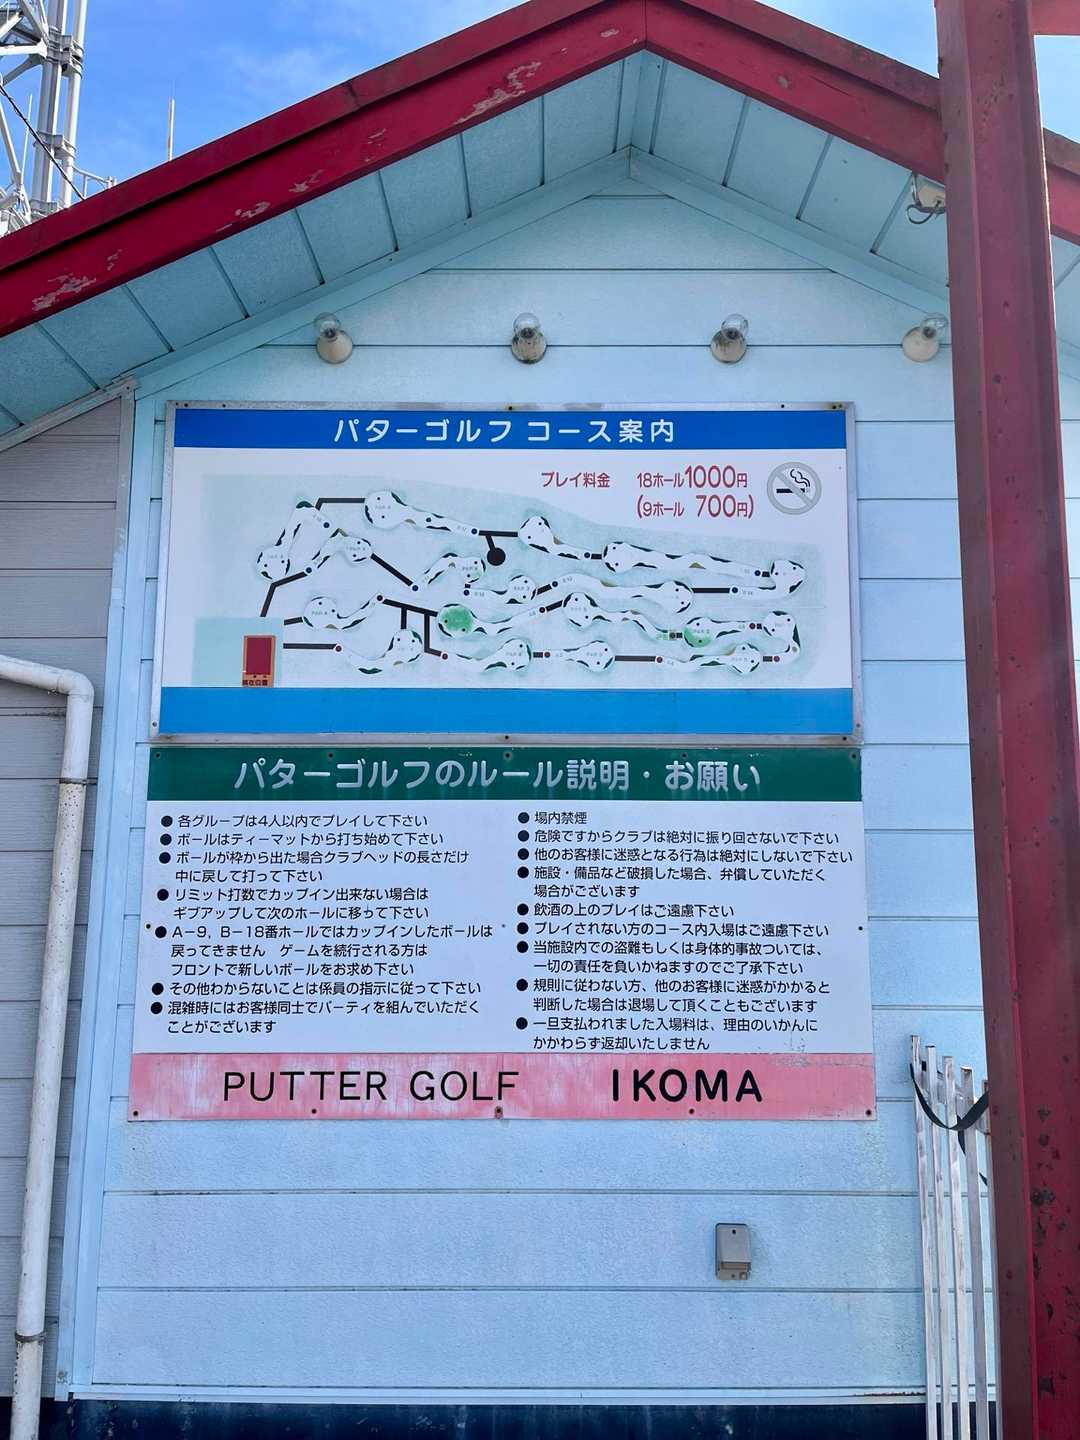 パターゴルフ コース案内
プレイ料金 18ホール1000円
(9ホール 700円)
現在位置
パターゴルフのルール説明・お願い
● 各グループは4人以内でプレイして下さい
● ボールはティーマットから打ち始めて下さい
● ボールが枠から出た場合クラブヘッドの長さだけ
中に戻して打って下さい
● リミット打数でカップイン出来ない場合は
ギブアップして次のホールに移って下さい
● A-9, B-18番ホールではカップインしたボールは
戻ってきません ゲームを続行される方は
フロントで新しいボールをお求め下さい
● その他わからないことは係員の指示に従って下さい
● 混雑時にはお客様同士でパーティを組んでいただく
ことがございます
● 場内禁煙
● 危険ですからクラブは絶対に振り回さないで下さい
● 他のお客様に迷惑となる行為は絶対にしないで下さい
● 施設・備品など破損した場合、弁償していただく
場合がございます
● 飲酒の上のプレイはご遠慮下さい
● プレイされない方のコース内入場はご遠慮下さい
● 当施設内での盗難もしくは身体的事故ついては、
一切の責任を負いかねますのでご了承下さい
● 規則に従わない方、他のお客様に迷惑がかかると
判断した場合は退場して頂くこともございます
● 一旦支払われました入場料は、理由のいかんに
かかわらず返却いたしません
PUTTER GOLF IKOMA